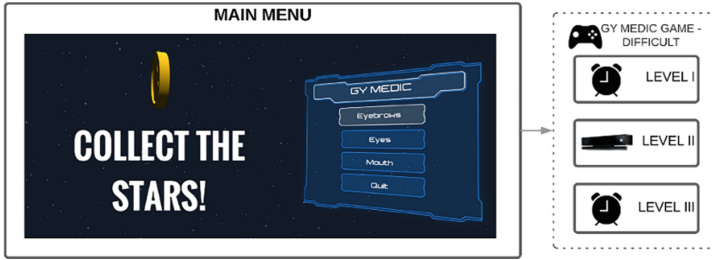 MAIN MENU
COLLECT THE
STARS!
GY MEDIC
Eyebrows
Eyes
Mouth
Quit
GY MEDIC GAME -
DIFFICULT
LEVEL I
LEVEL II
LEVEL III